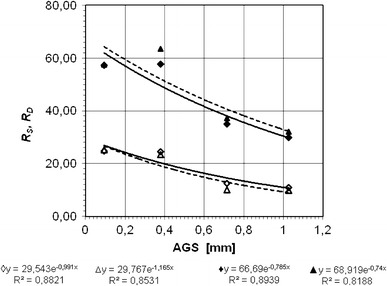 80,00
60,00
R_S, R_D
40,00
20,00
0,00
0 0,2 0,4 0,6 0,8 1 1,2
AGS [mm]
◊y = 29,543e^-0,991x △y = 29,767e^-1,165x ◆y = 66,69e^-0,785x ▲y = 68,919e^-0,74x
R² = 0,8821 R² = 0,8531 R² = 0,8939 R² = 0,8188